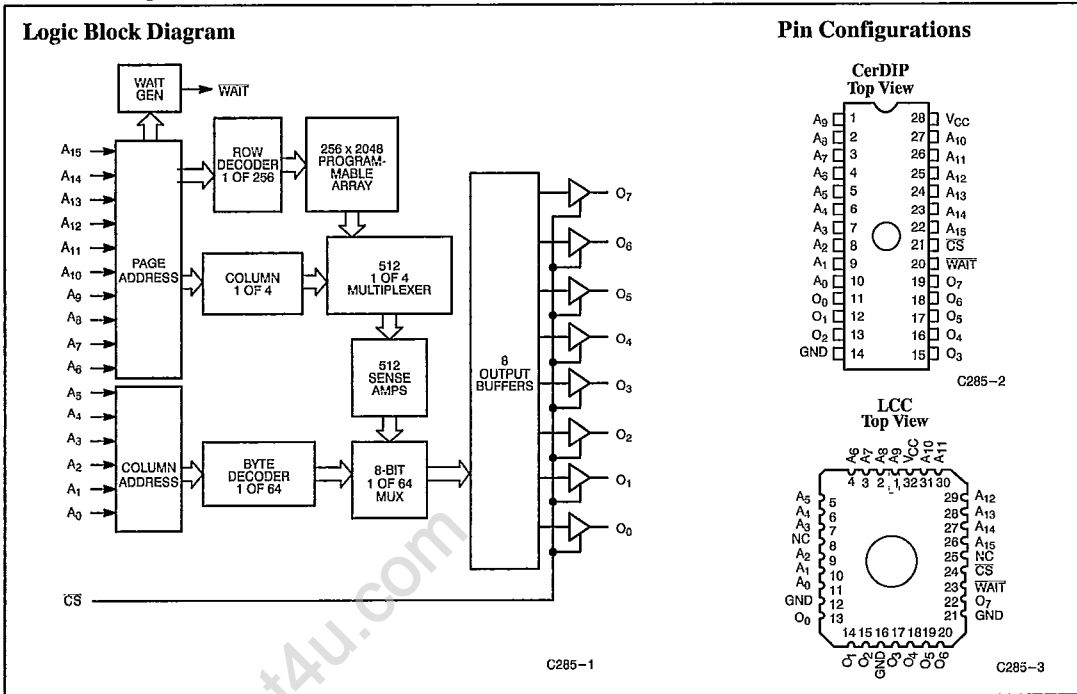 Logic Block Diagram
WAIT
GEN
WAIT
A15
A14
A13
A12
A11
A10
A9
A8
A7
A6
PAGE
ADDRESS
ROW
DECODER
1 OF 256
256 x 2048
PROGRAM-
MABLE
ARRAY
COLUMN
1 OF 4
512
1 OF 4
MULTIPLEXER
512
SENSE
AMPS
A5
A4
A3
A2
A1
A0
COLUMN
ADDRESS
BYTE
DECODER
1 OF 64
8-BIT
1 OF 64
MUX
8
OUTPUT
BUFFERS
O7
O6
O5
O4
O3
O2
O1
O0
CS
C285-1
t4u.com
Pin Configurations
CerDIP
Top View
A9 1 28 VCC
A8 2 27 A10
A7 3 26 A11
A6 4 25 A12
A5 5 24 A13
A4 6 23 A14
A3 7 22 A15
A2 8 21 CS
A1 9 20 WAIT
A0 10 19 O7
O0 11 18 O6
O1 12 17 O5
O2 13 16 O4
GND 14 15 O3
C285-2
LCC
Top View
A6 A7 A8 A9 VCC A10 A11
4 3 2 1 32 31 30
A5 5 29 A12
A4 6 28 A13
A3 7 27 A14
NC 8 26 A15
A2 9 25 NC
A1 10 24 CS
A0 11 23 WAIT
GND 12 22 O7
O0 13 21 GND
14 15 16 17 18 19 20
O1 O2 GND O3 O4 O5 O6
C285-3